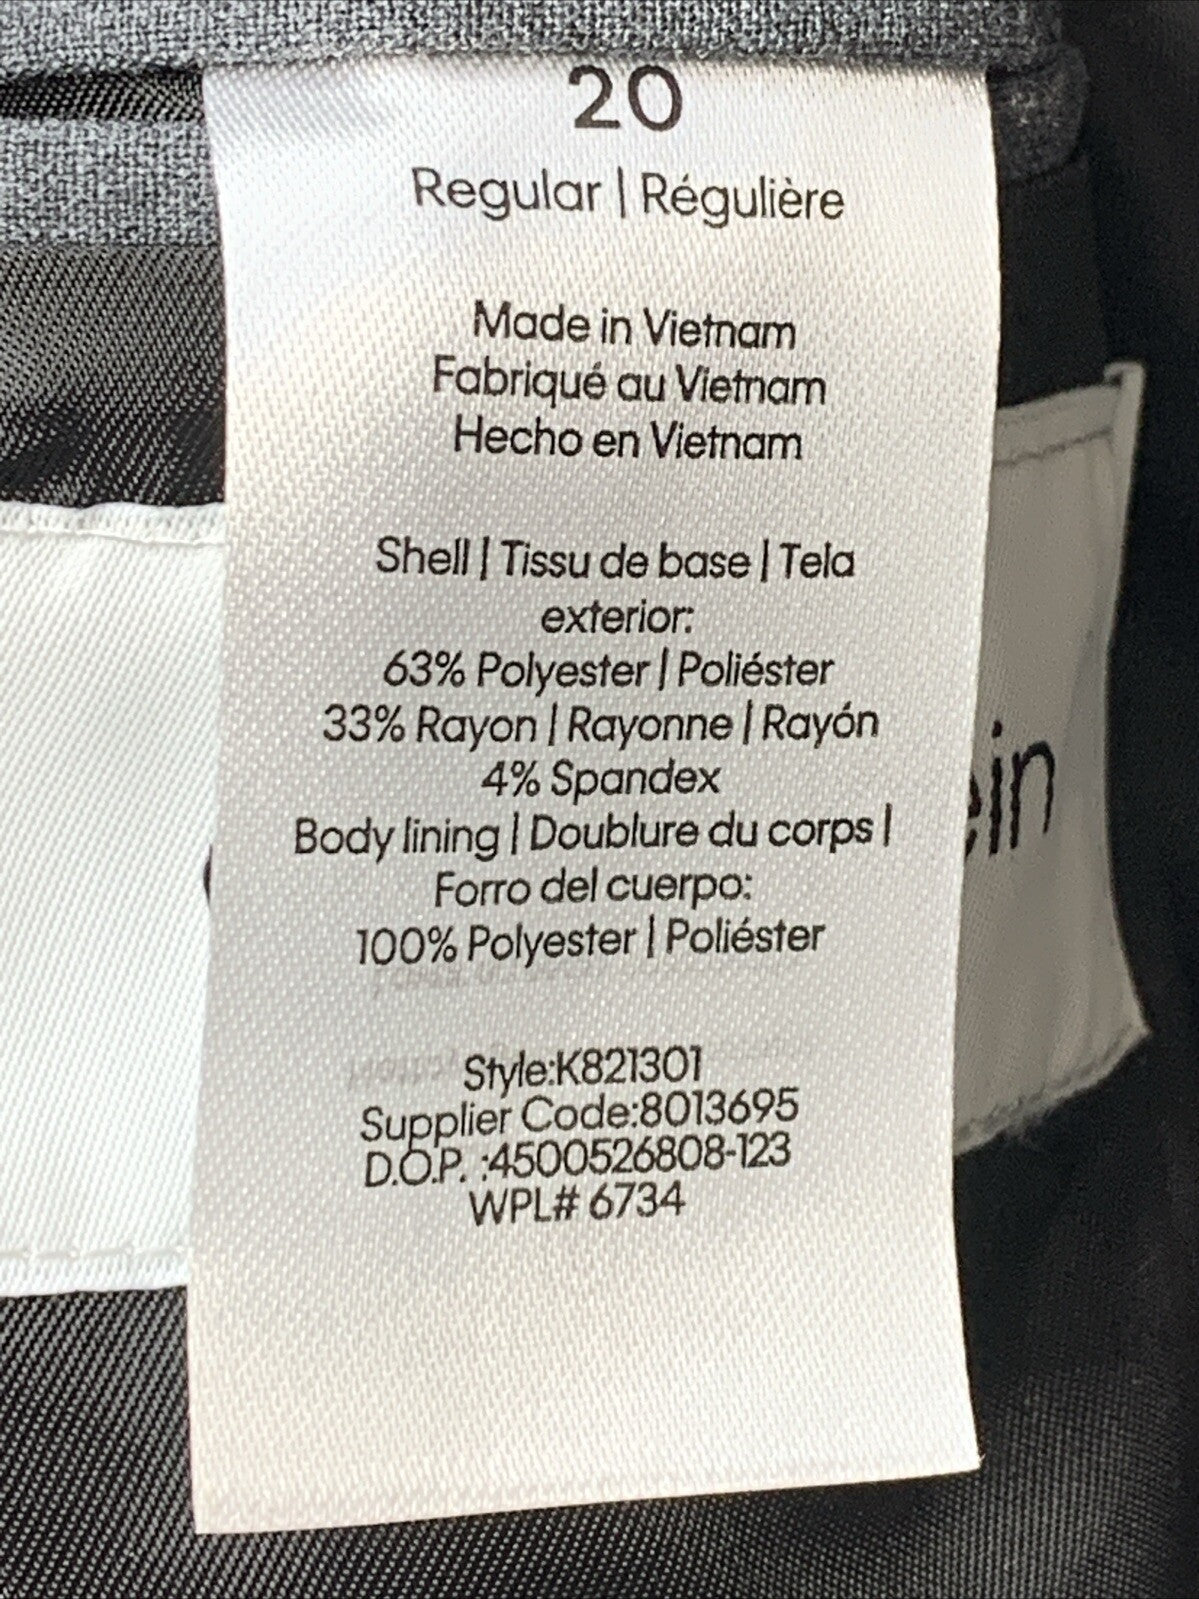 20
Regular | Régulière
Made in Vietnam
Fabriqué au Vietnam
Hecho en Vietnam
Shell | Tissu de base | Tela
exterior:
63% Polyester | Poliéster
33% Rayon | Rayonne | Rayón
4% Spandex
Body lining | Doublure du corps |
Forro del cuerpo:
100% Polyester | Poliéster
Style:K821301
Supplier Code:8013695
D.O.P. :4500526808-123
WPL# 6734
ein